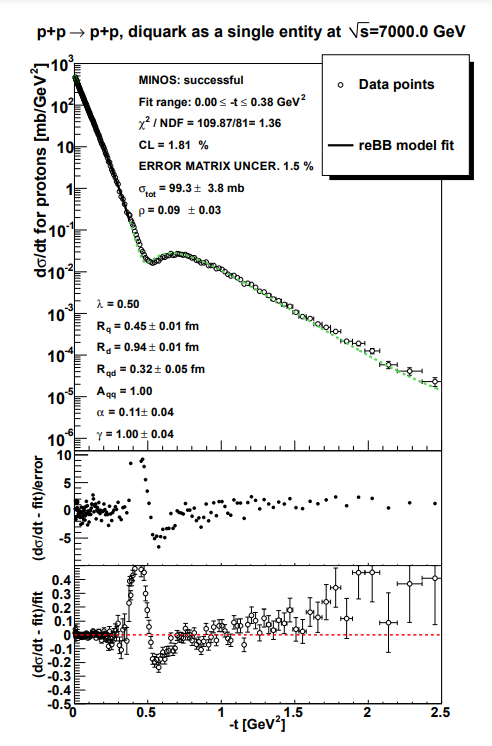 p+p → p+p, diquark as a single entity at √s=7000.0 GeV
dσ/dt for protons [mb/GeV²]
10³
10²
10
1
10⁻¹
10⁻²
10⁻³
10⁻⁴
10⁻⁵
10⁻⁶
MINOS: successful
Fit range: 0.00 ≤ -t ≤ 0.38 GeV²
χ² / NDF = 109.87/81= 1.36
CL = 1.81 %
ERROR MATRIX UNCER. 1.5 %
σ_tot = 99.3 ± 3.8 mb
ρ = 0.09 ± 0.03
Data points
reBB model fit
λ = 0.50
R_q = 0.45 ± 0.01 fm
R_d = 0.94 ± 0.01 fm
R_qd = 0.32 ± 0.05 fm
A_qq = 1.00
α = 0.11 ± 0.04
γ = 1.00 ± 0.04
(dσ/dt - fit)/error
10
5
0
-5
(dσ/dt - fit)/fit
0.4
0.3
0.2
0.1
0
-0.1
-0.2
-0.3
-0.4
-0.5
0 0.5 1 1.5 2 2.5
-t [GeV²]